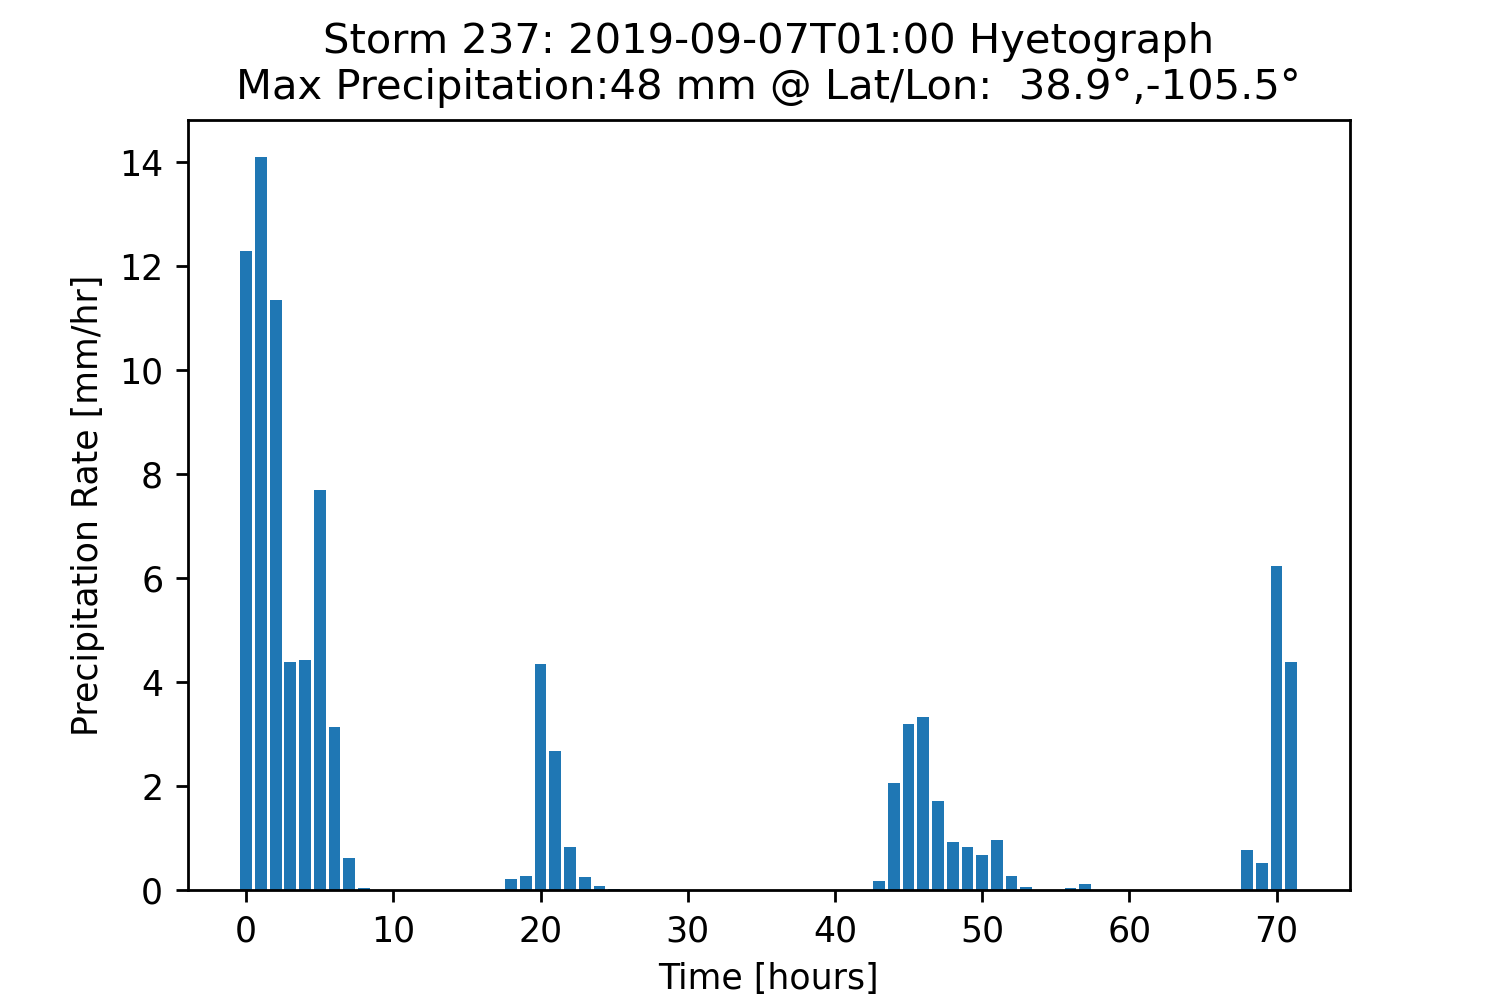 Storm 237: 2019-09-07T01:00 Hyetograph
Max Precipitation:48 mm @ Lat/Lon:  38.9°,-105.5°
14
12
10
8
6
4
2
0
Precipitation Rate [mm/hr]
0 10 20 30 40 50 60 70
Time [hours]